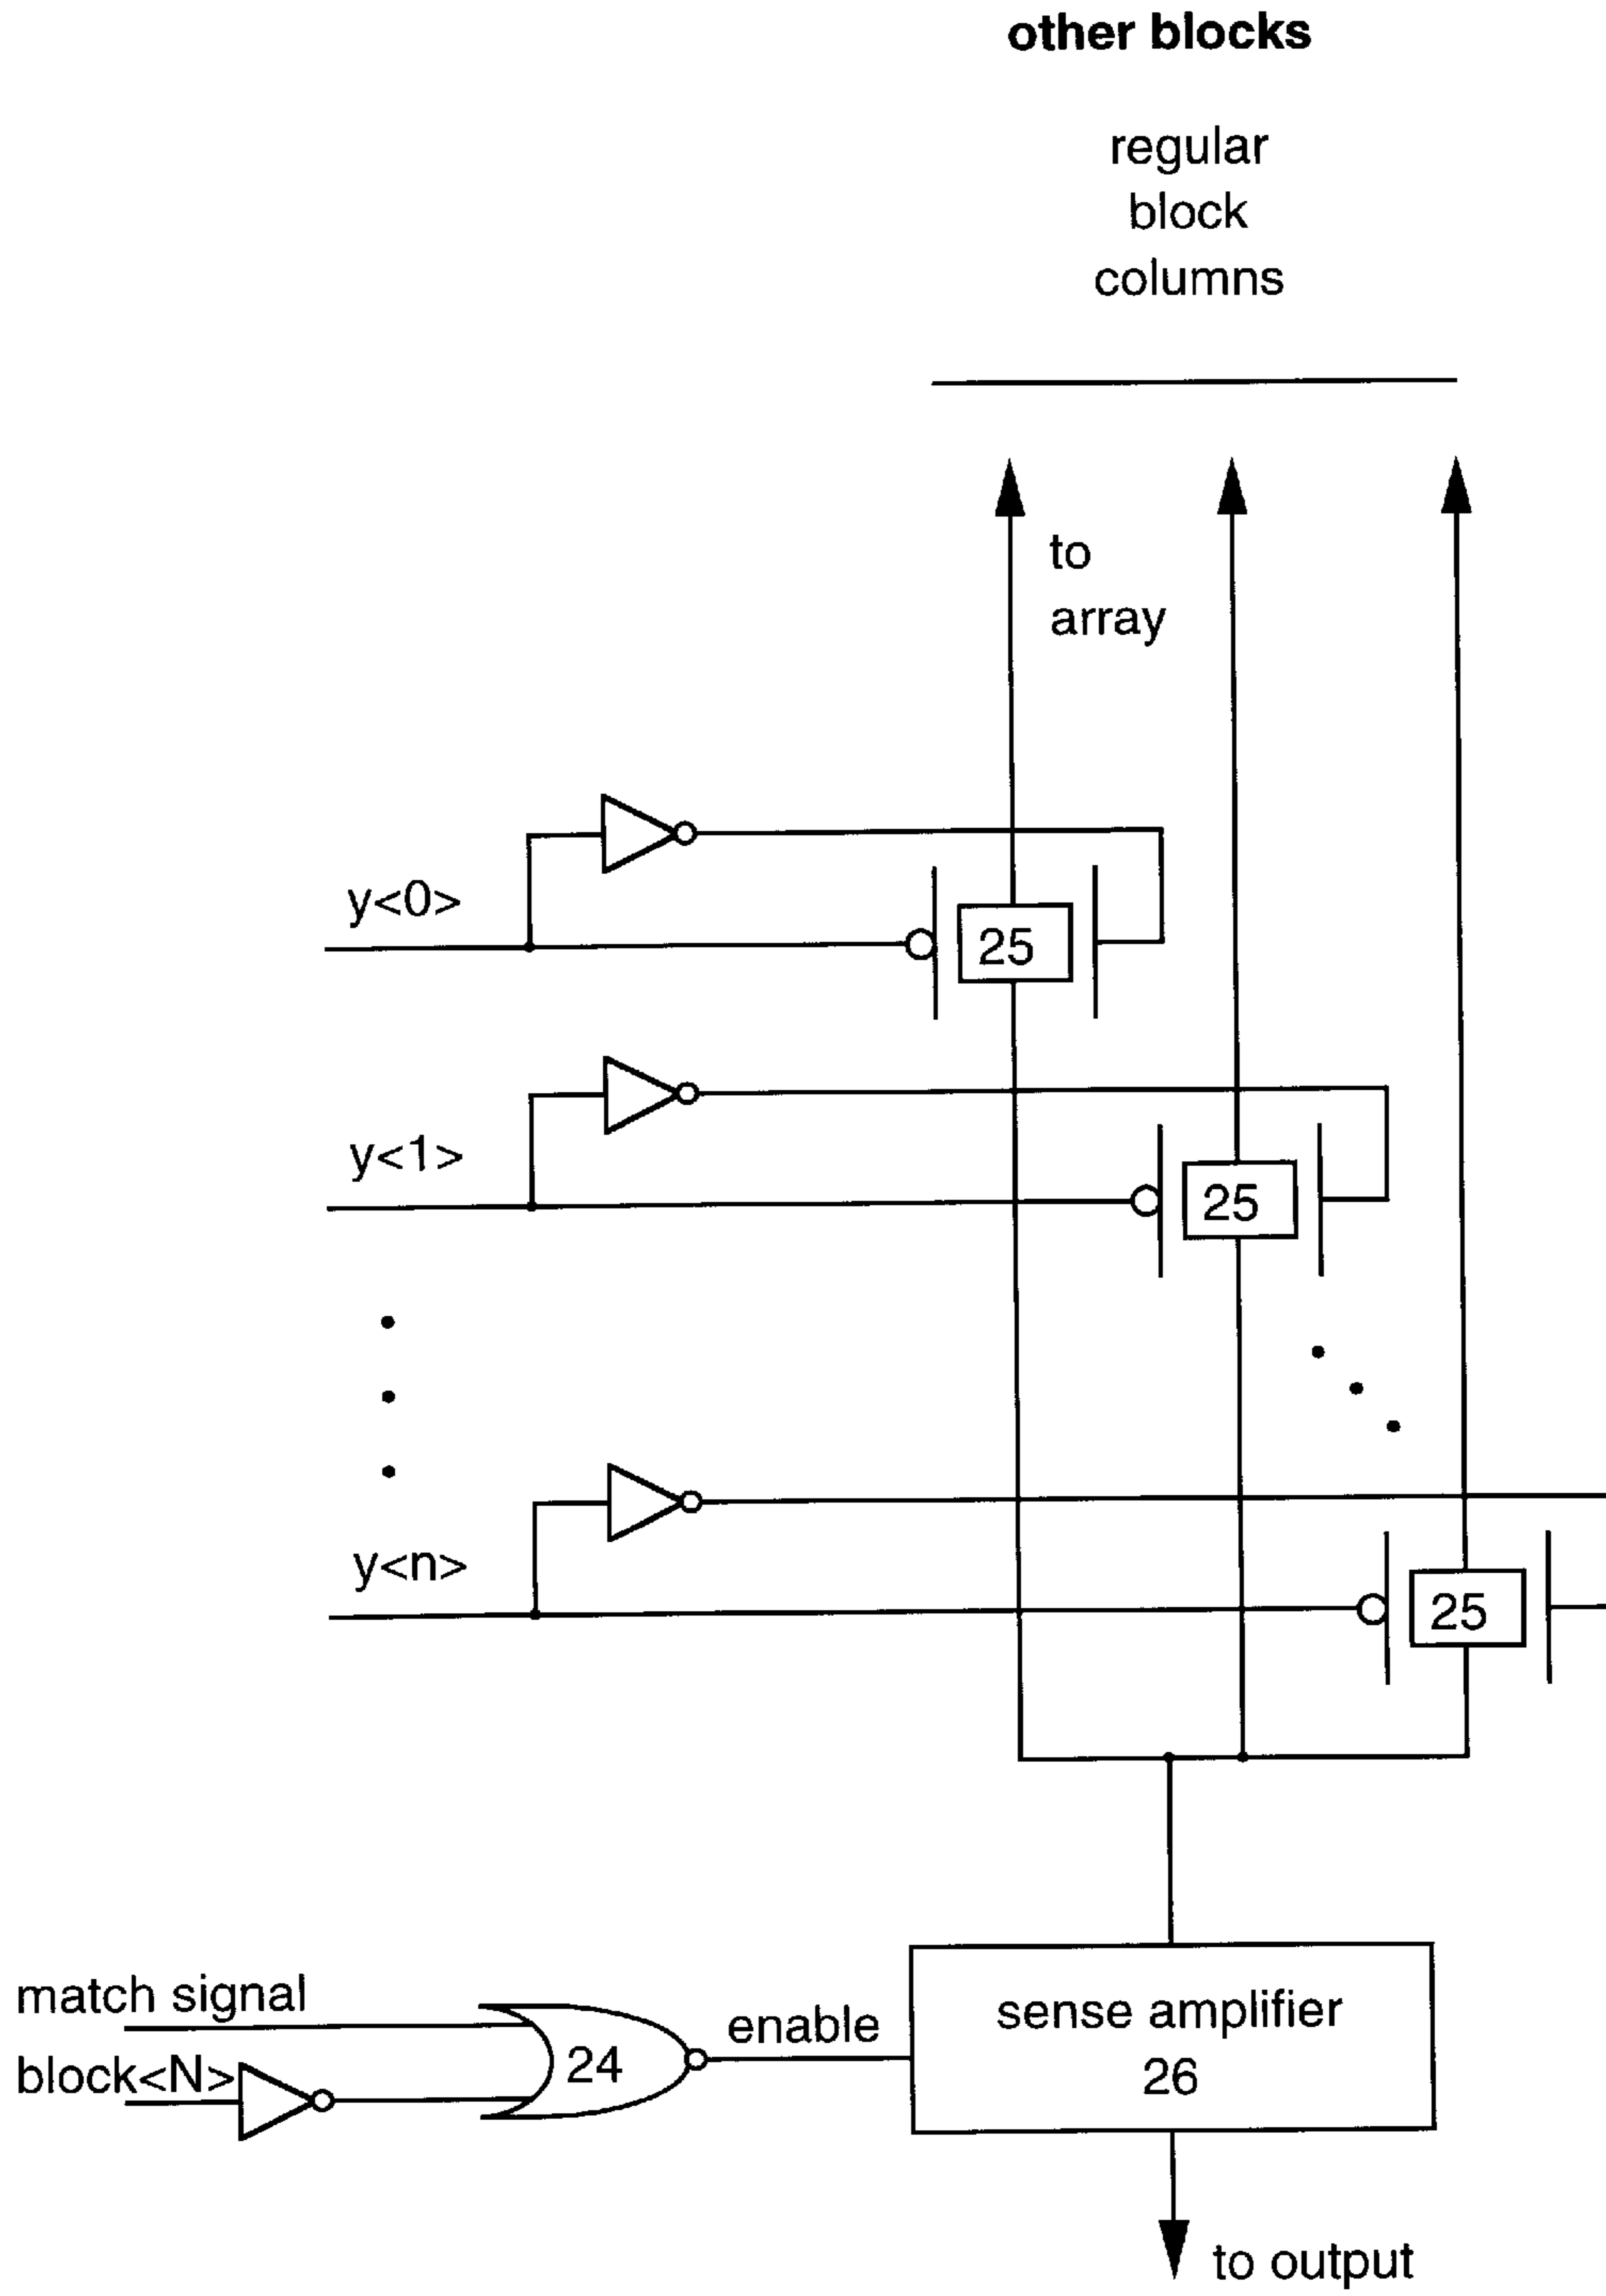 other blocks
regular
block
columns
to
array
y<0>
25
y<1>
25
y<n>
25
match signal
block<N>
24
enable
sense amplifier
26
to output